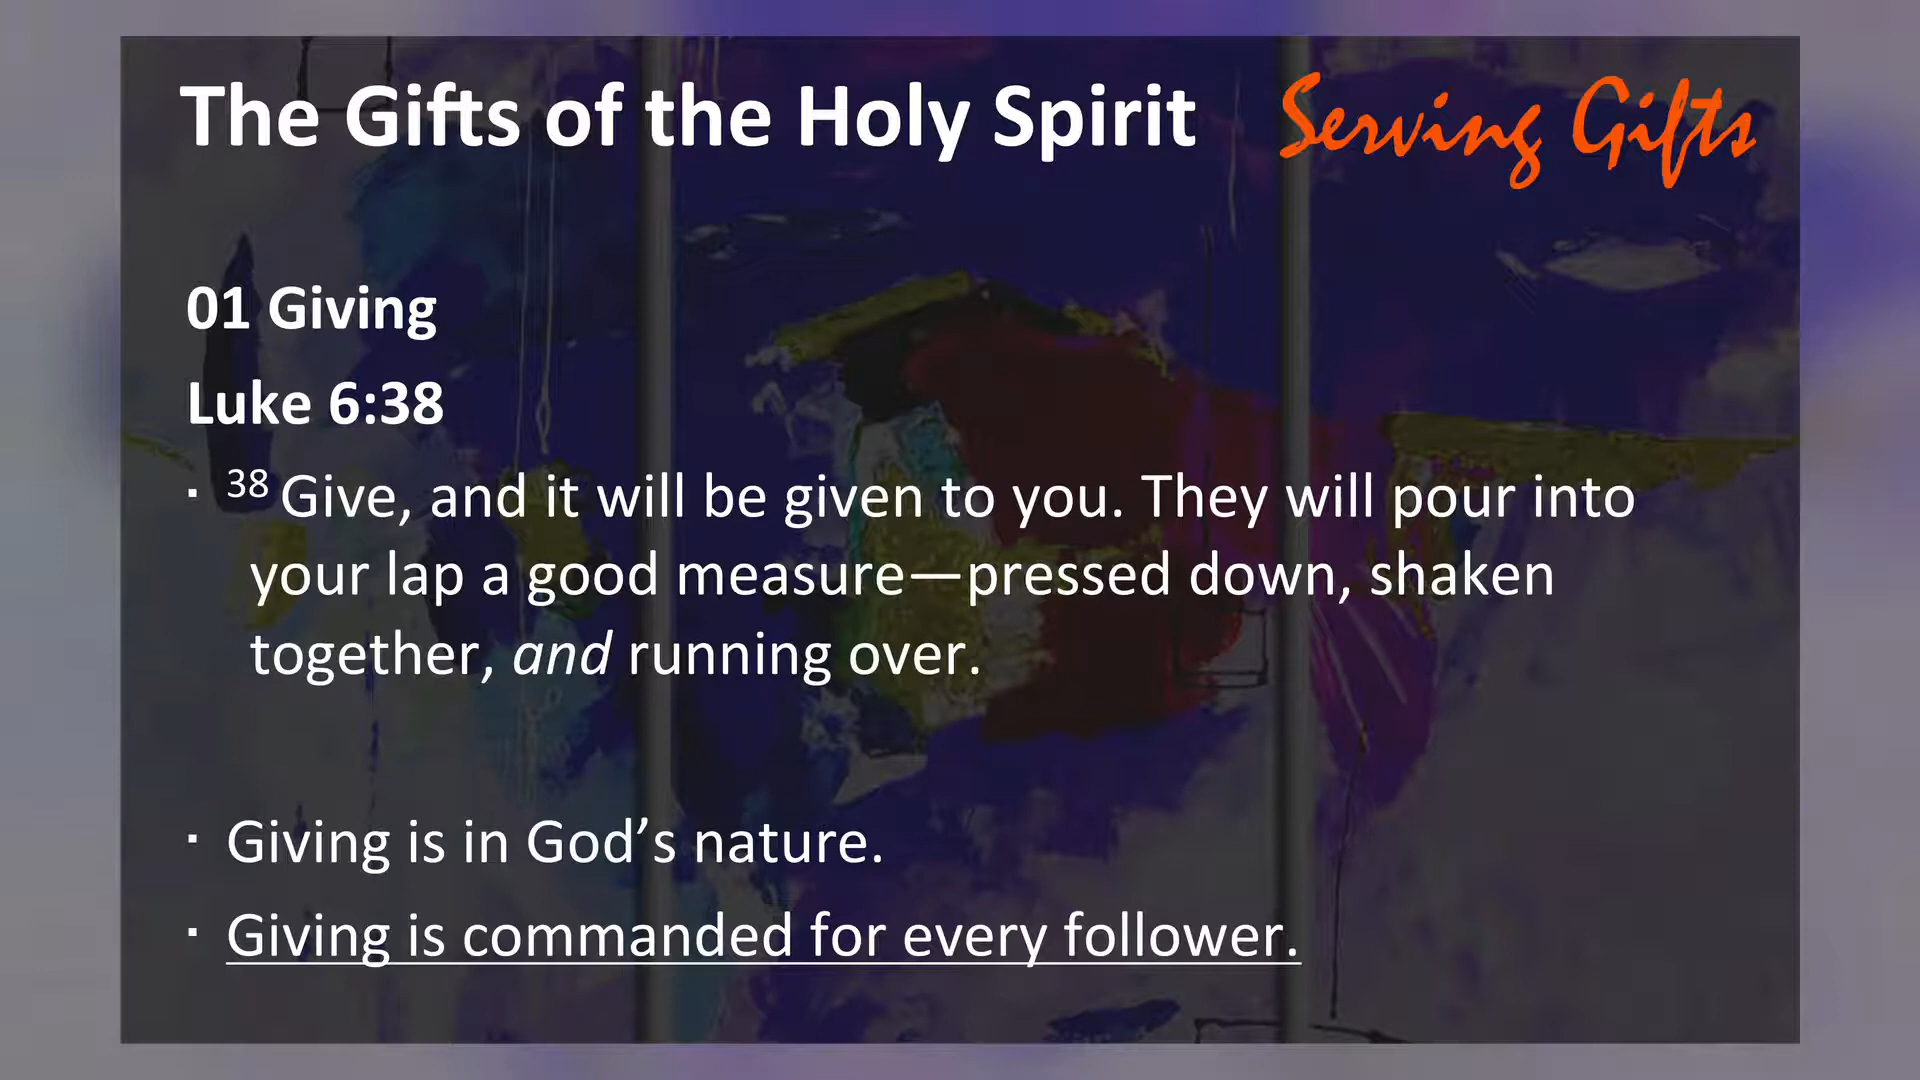 The Gifts of the Holy Spirit Serving Gifts
01 Giving
Luke 6:38
▪ 38 Give, and it will be given to you. They will pour into
your lap a good measure—pressed down, shaken
together, and running over.
▪ Giving is in God’s nature.
▪ Giving is commanded for every follower.